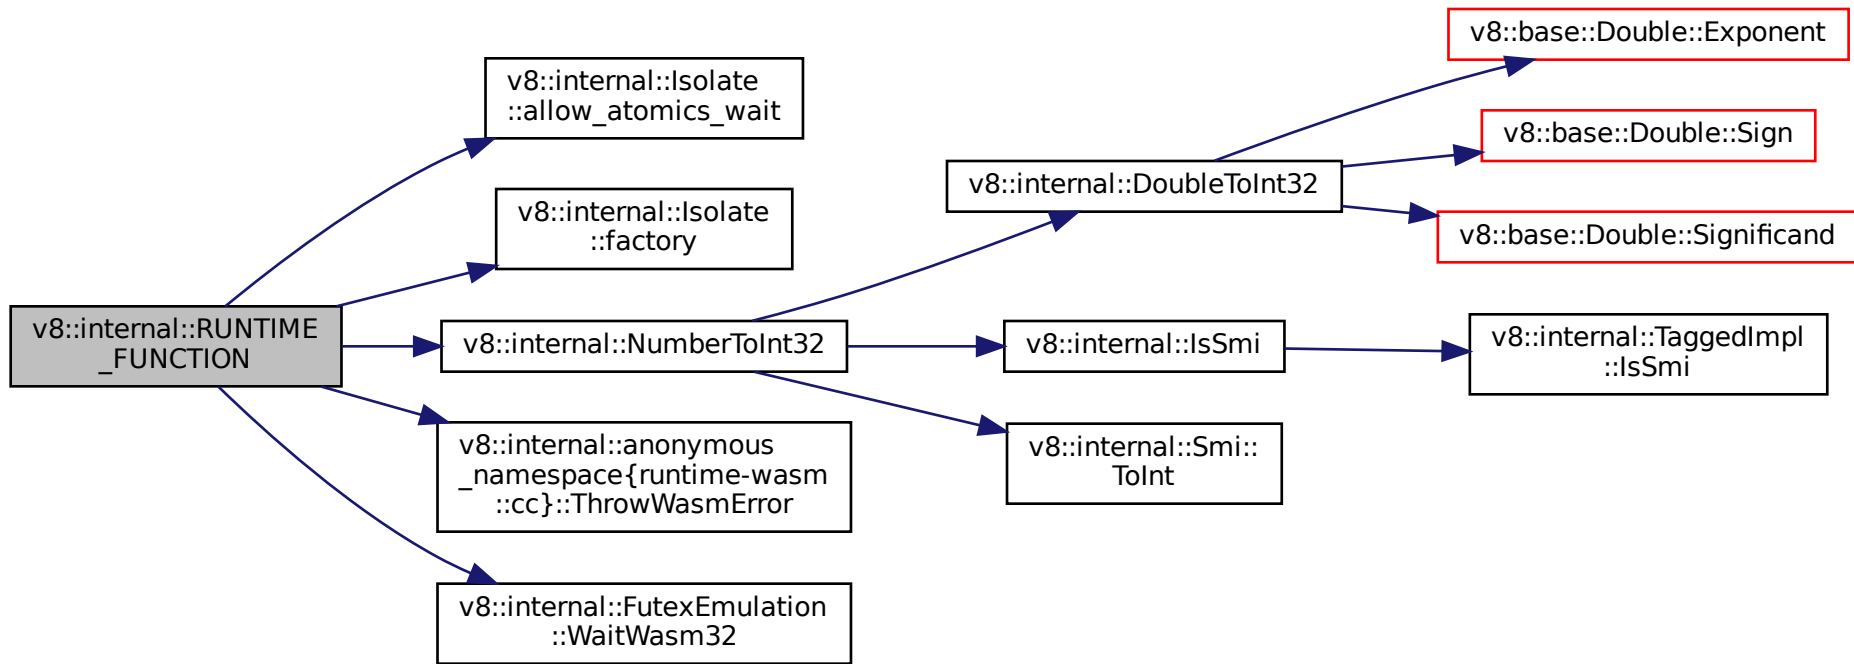 v8::internal::RUNTIME
_FUNCTION
v8::internal::Isolate
::allow_atomics_wait
v8::internal::Isolate
::factory
v8::internal::NumberToInt32
v8::internal::anonymous
_namespace{runtime-wasm
::cc}::ThrowWasmError
v8::internal::FutexEmulation
::WaitWasm32
v8::internal::DoubleToInt32
v8::internal::IsSmi
v8::internal::Smi::
ToInt
v8::base::Double::Exponent
v8::base::Double::Sign
v8::base::Double::Significand
v8::internal::TaggedImpl
::IsSmi